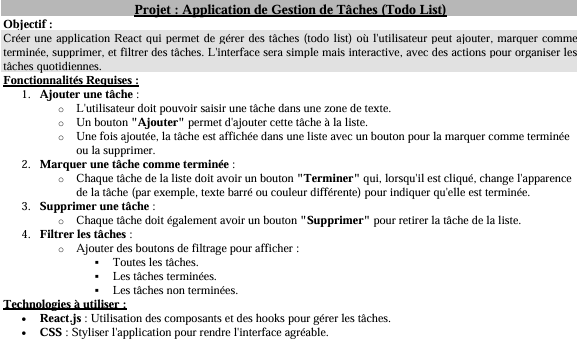 Projet : Application de Gestion de Tâches (Todo List)
Objectif :
Créer une application React qui permet de gérer des tâches (todo list) où l'utilisateur peut ajouter, marquer comme
terminée, supprimer, et filtrer des tâches. L'interface sera simple mais interactive, avec des actions pour organiser les
tâches quotidiennes.
Fonctionnalités Requises :
1. Ajouter une tâche :
o L'utilisateur doit pouvoir saisir une tâche dans une zone de texte.
o Un bouton "Ajouter" permet d'ajouter cette tâche à la liste.
o Une fois ajoutée, la tâche est affichée dans une liste avec un bouton pour la marquer comme terminée
ou la supprimer.
2. Marquer une tâche comme terminée :
o Chaque tâche de la liste doit avoir un bouton "Terminer" qui, lorsqu'il est cliqué, change l'apparence
de la tâche (par exemple, texte barré ou couleur différente) pour indiquer qu'elle est terminée.
3. Supprimer une tâche :
o Chaque tâche doit également avoir un bouton "Supprimer" pour retirer la tâche de la liste.
4. Filtrer les tâches :
o Ajouter des boutons de filtrage pour afficher :
▪ Toutes les tâches.
▪ Les tâches terminées.
▪ Les tâches non terminées.
Technologies à utiliser :
• React.js : Utilisation des composants et des hooks pour gérer les tâches.
• CSS : Styliser l'application pour rendre l'interface agréable.